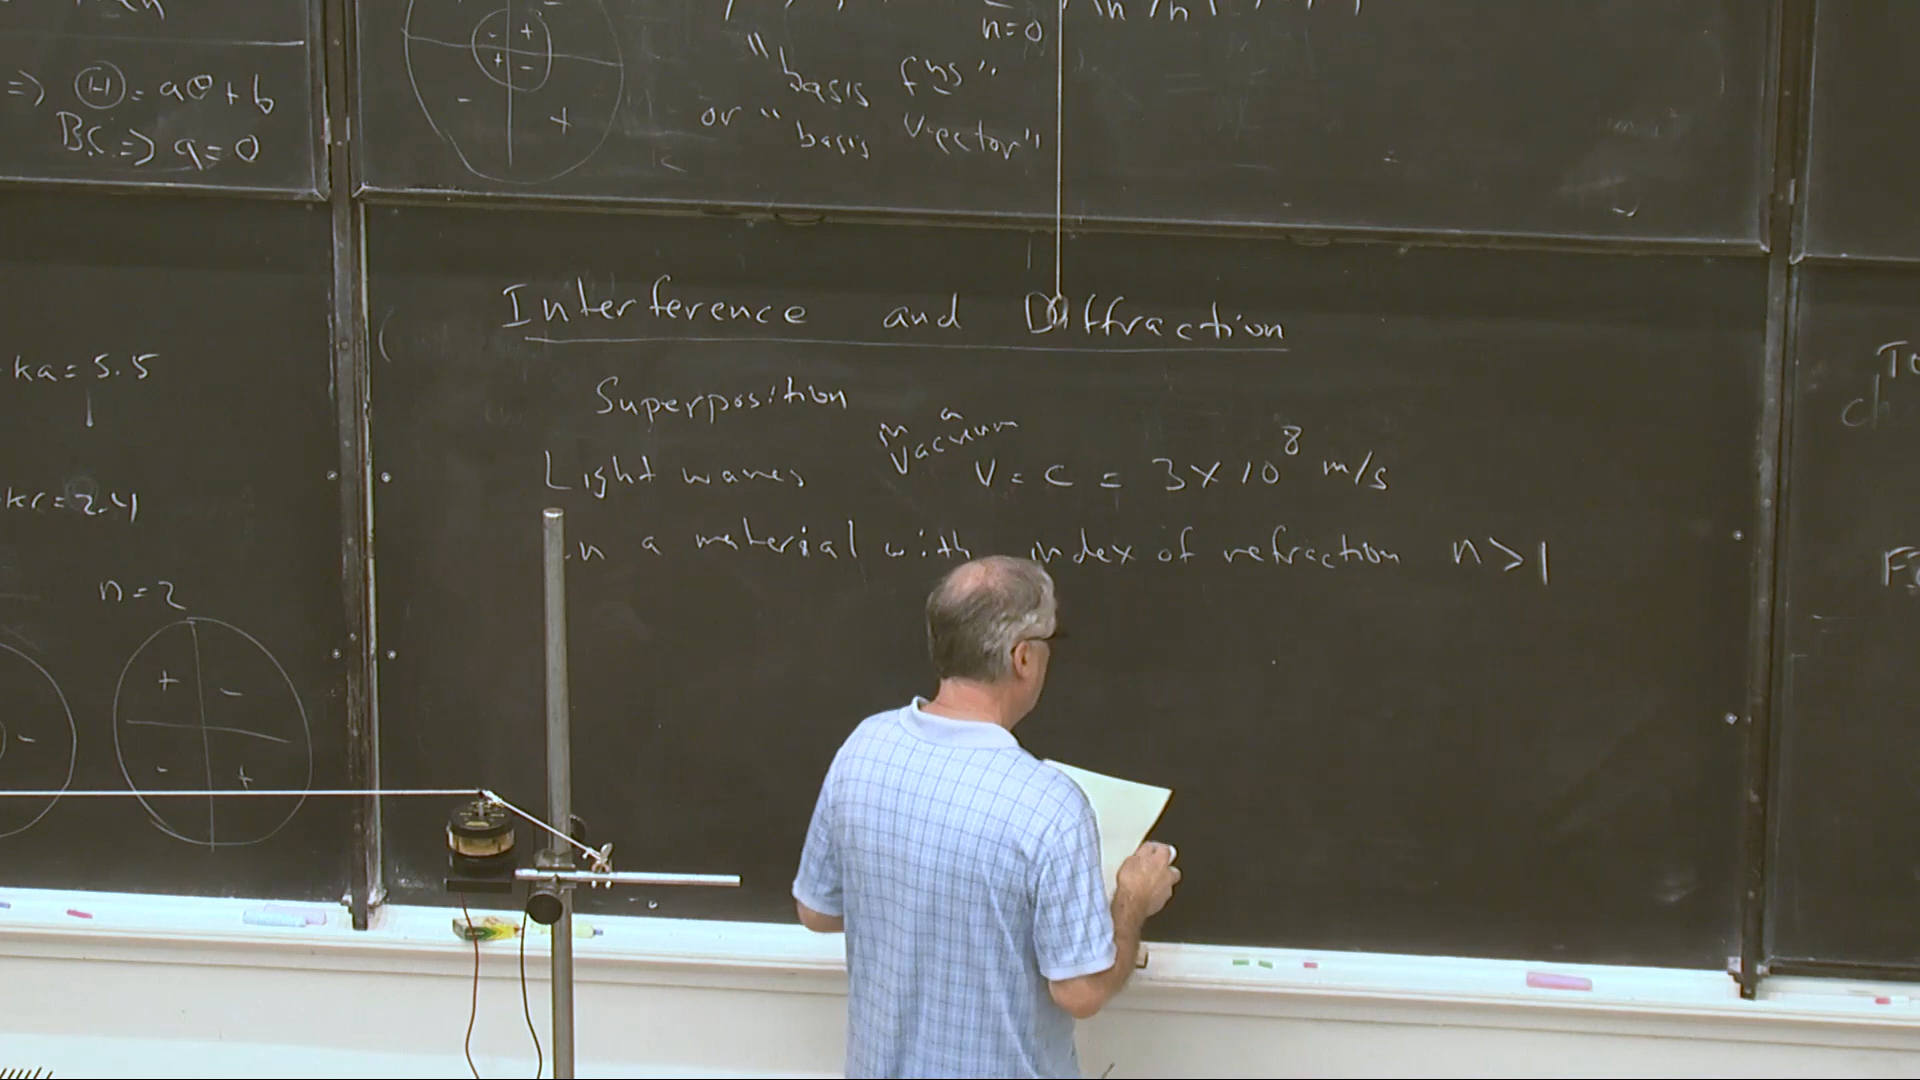 => Ⓗ = aθ + b
B.C. => a = 0
n=0
"basis fns"
or "basis vector"
ka = 5.5
kr = 2.4
n = 2
Interference and Diffraction
Superposition
in a vacuum
Light waves v = c = 3 x 10^8 m/s
in a material with index of refraction n > 1